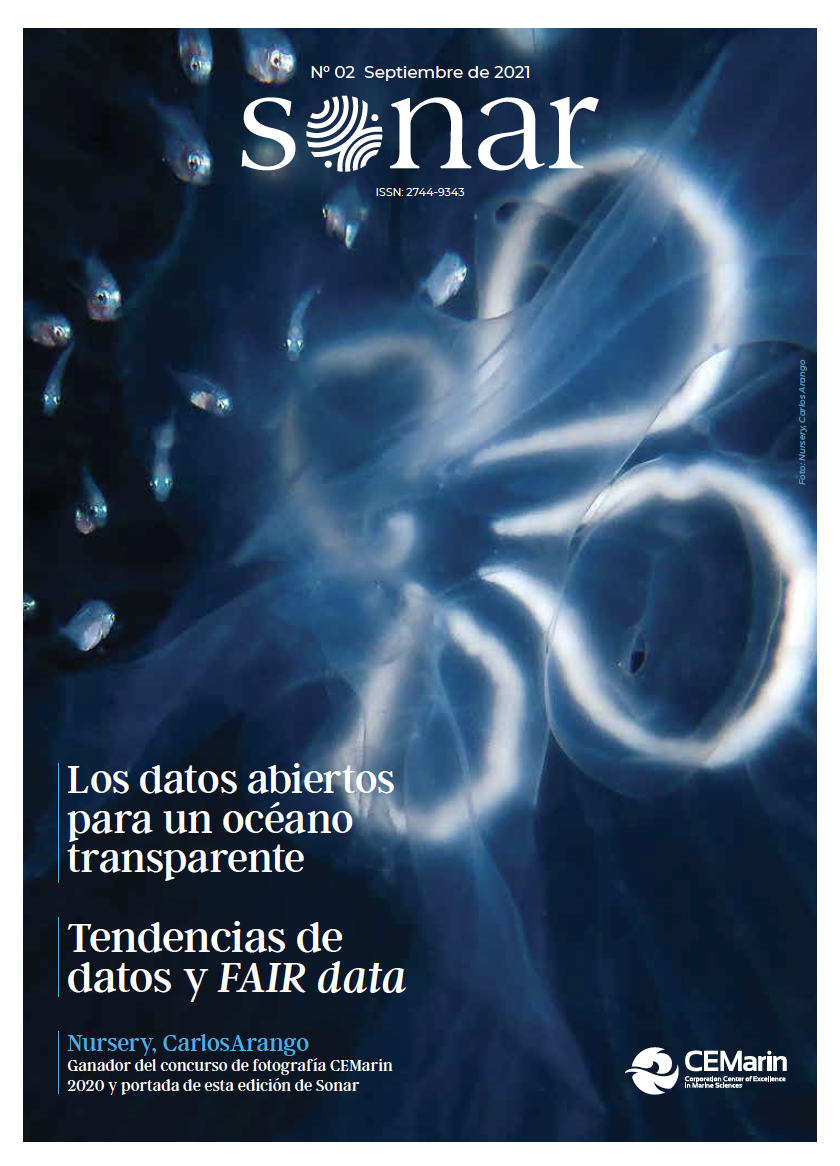 Nº 02 Septiembre de 2021
sonar
ISSN: 2744-9343
Foto: Nursery, Carlos Arango
Los datos abiertos
para un océano
transparente
Tendencias de
datos y FAIR data
Nursery, CarlosArango
Ganador del concurso de fotografía CEMarin
2020 y portada de esta edición de Sonar
CEMarin
Corporation Center of Excellence
in Marine Sciences